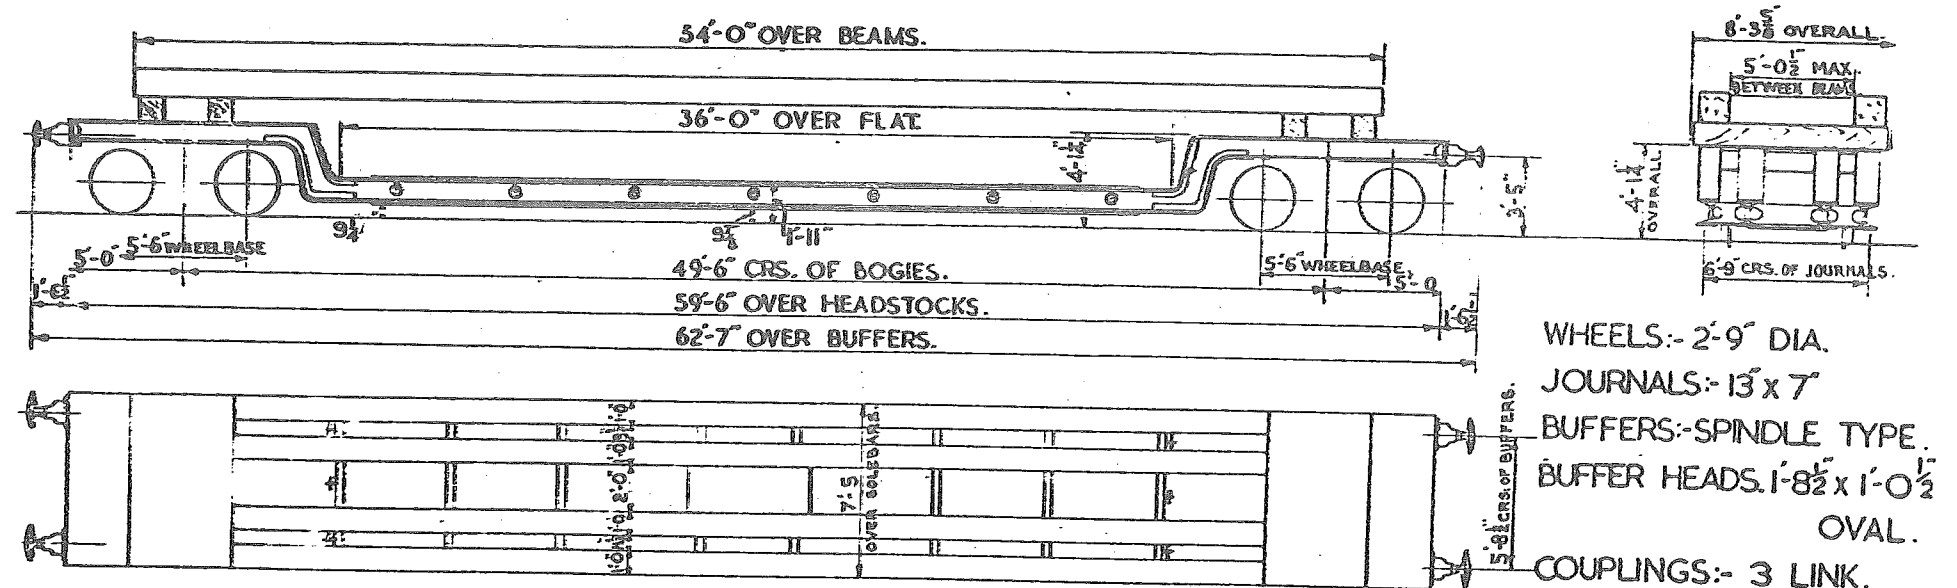 54'-0" OVER BEAMS.
8'-3⅝" OVERALL.
5'-0½" MAX.
BETWEEN BEAMS
36'-0" OVER FLAT.
4'-1¼"
3'-5"
4'-1¼"
OVERALL.
9¼"
1'-11"
5'-0"
5'-6" WHEELBASE
49'-6" CRS. OF BOGIES.
5'-6" WHEELBASE
5'-0
6'-9" CRS. OF JOURNALS.
1'-6½"
59'-6" OVER HEADSTOCKS.
1'-6½"
62'-7" OVER BUFFERS.
WHEELS:- 2'-9" DIA.
JOURNALS:- 13" x 7"
BUFFERS:- SPINDLE TYPE.
BUFFER HEADS. 1'-8½" x 1'-0½"
OVAL.
COUPLINGS:- 3 LINK.
2'-0"
7'-5
OVER SOLEBARS.
5'-8½" CRS. OF BUFFERS.